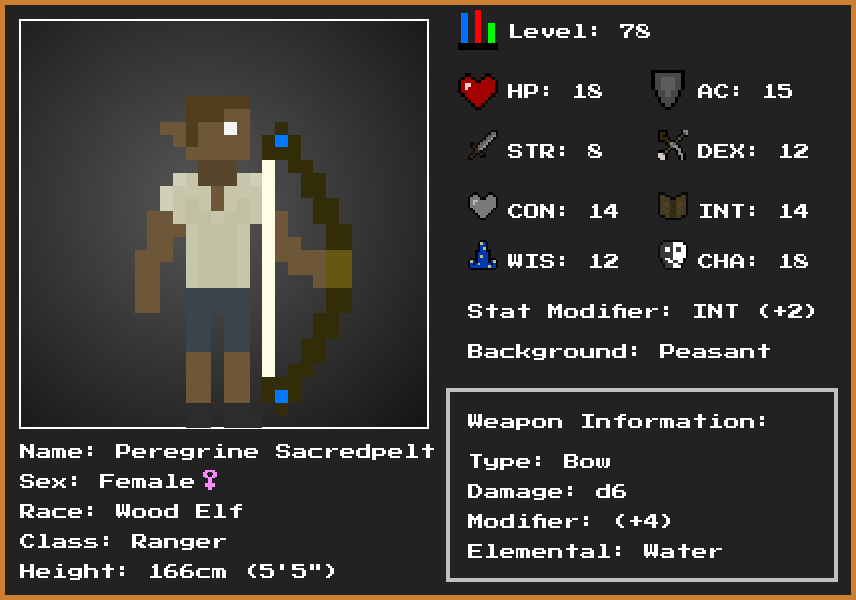 Level: 78
HP: 18 AC: 15
STR: 8 DEX: 12
CON: 14 INT: 14
WIS: 12 CHA: 18
Stat Modifier: INT (+2)
Background: Peasant
Weapon Information:
Type: Bow
Damage: d6
Modifier: (+4)
Elemental: Water
Name: Peregrine Sacredpelt
Sex: Female♀
Race: Wood Elf
Class: Ranger
Height: 166cm (5'5")